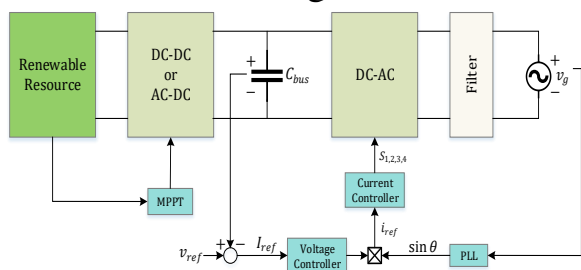 Renewable
Resource
DC-DC
or
AC-DC
+
−
C_bus
DC-AC
Filter
+
v_g
−
MPPT
S_1,2,3,4
Current
Controller
i_ref
+
−
v_ref
I_ref
Voltage
Controller
sin θ
PLL